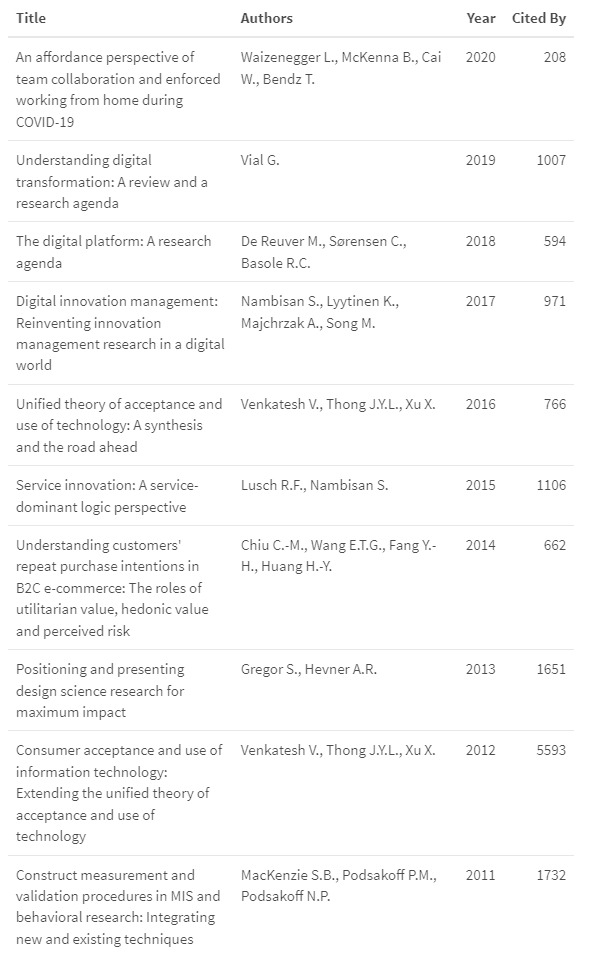 Title Authors Year Cited By
An affordance perspective of Waizenegger L., McKenna B., Cai 2020 208
team collaboration and enforced W., Bendz T.
working from home during
COVID-19
Understanding digital Vial G. 2019 1007
transformation: A review and a
research agenda
The digital platform: A research De Reuver M., Sørensen C., 2018 594
agenda Basole R.C.
Digital innovation management: Nambisan S., Lyytinen K., 2017 971
Reinventing innovation Majchrzak A., Song M.
management research in a digital
world
Unified theory of acceptance and Venkatesh V., Thong J.Y.L., Xu X. 2016 766
use of technology: A synthesis
and the road ahead
Service innovation: A service- Lusch R.F., Nambisan S. 2015 1106
dominant logic perspective
Understanding customers' Chiu C.-M., Wang E.T.G., Fang Y.- 2014 662
repeat purchase intentions in H., Huang H.-Y.
B2C e-commerce: The roles of
utilitarian value, hedonic value
and perceived risk
Positioning and presenting Gregor S., Hevner A.R. 2013 1651
design science research for
maximum impact
Consumer acceptance and use of Venkatesh V., Thong J.Y.L., Xu X. 2012 5593
information technology:
Extending the unified theory of
acceptance and use of
technology
Construct measurement and MacKenzie S.B., Podsakoff P.M., 2011 1732
validation procedures in MIS and Podsakoff N.P.
behavioral research: Integrating
new and existing techniques